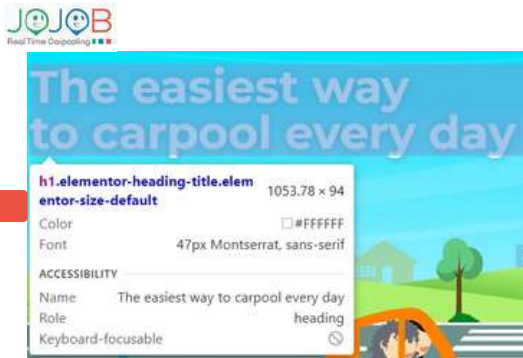 JOJOB
Real Time Carpooling
The easiest way
to carpool every day
h1.elementor-heading-title.elem
entor-size-default
1053.78 × 94
Color #FFFFFF
Font 47px Montserrat, sans-serif
ACCESSIBILITY
Name The easiest way to carpool every day
Role heading
Keyboard-focusable